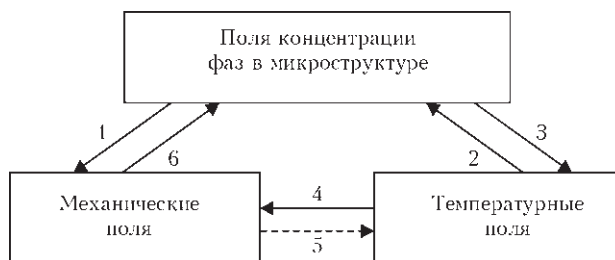 Поля концентрации
фаз в микроструктуре
1
6
2
3
Механические
поля
4
5
Температурные
поля